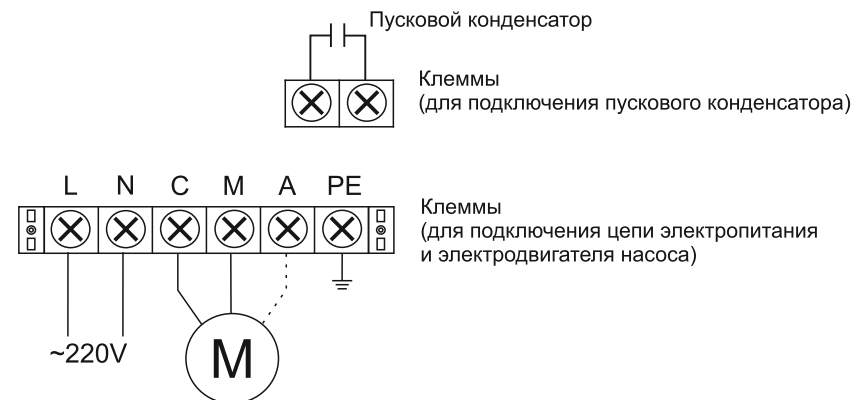 Пусковой конденсатор
Клеммы
(для подключения пускового конденсатора)
L N C M A PE
Клеммы
(для подключения цепи электропитания
и электродвигателя насоса)
~220V
M